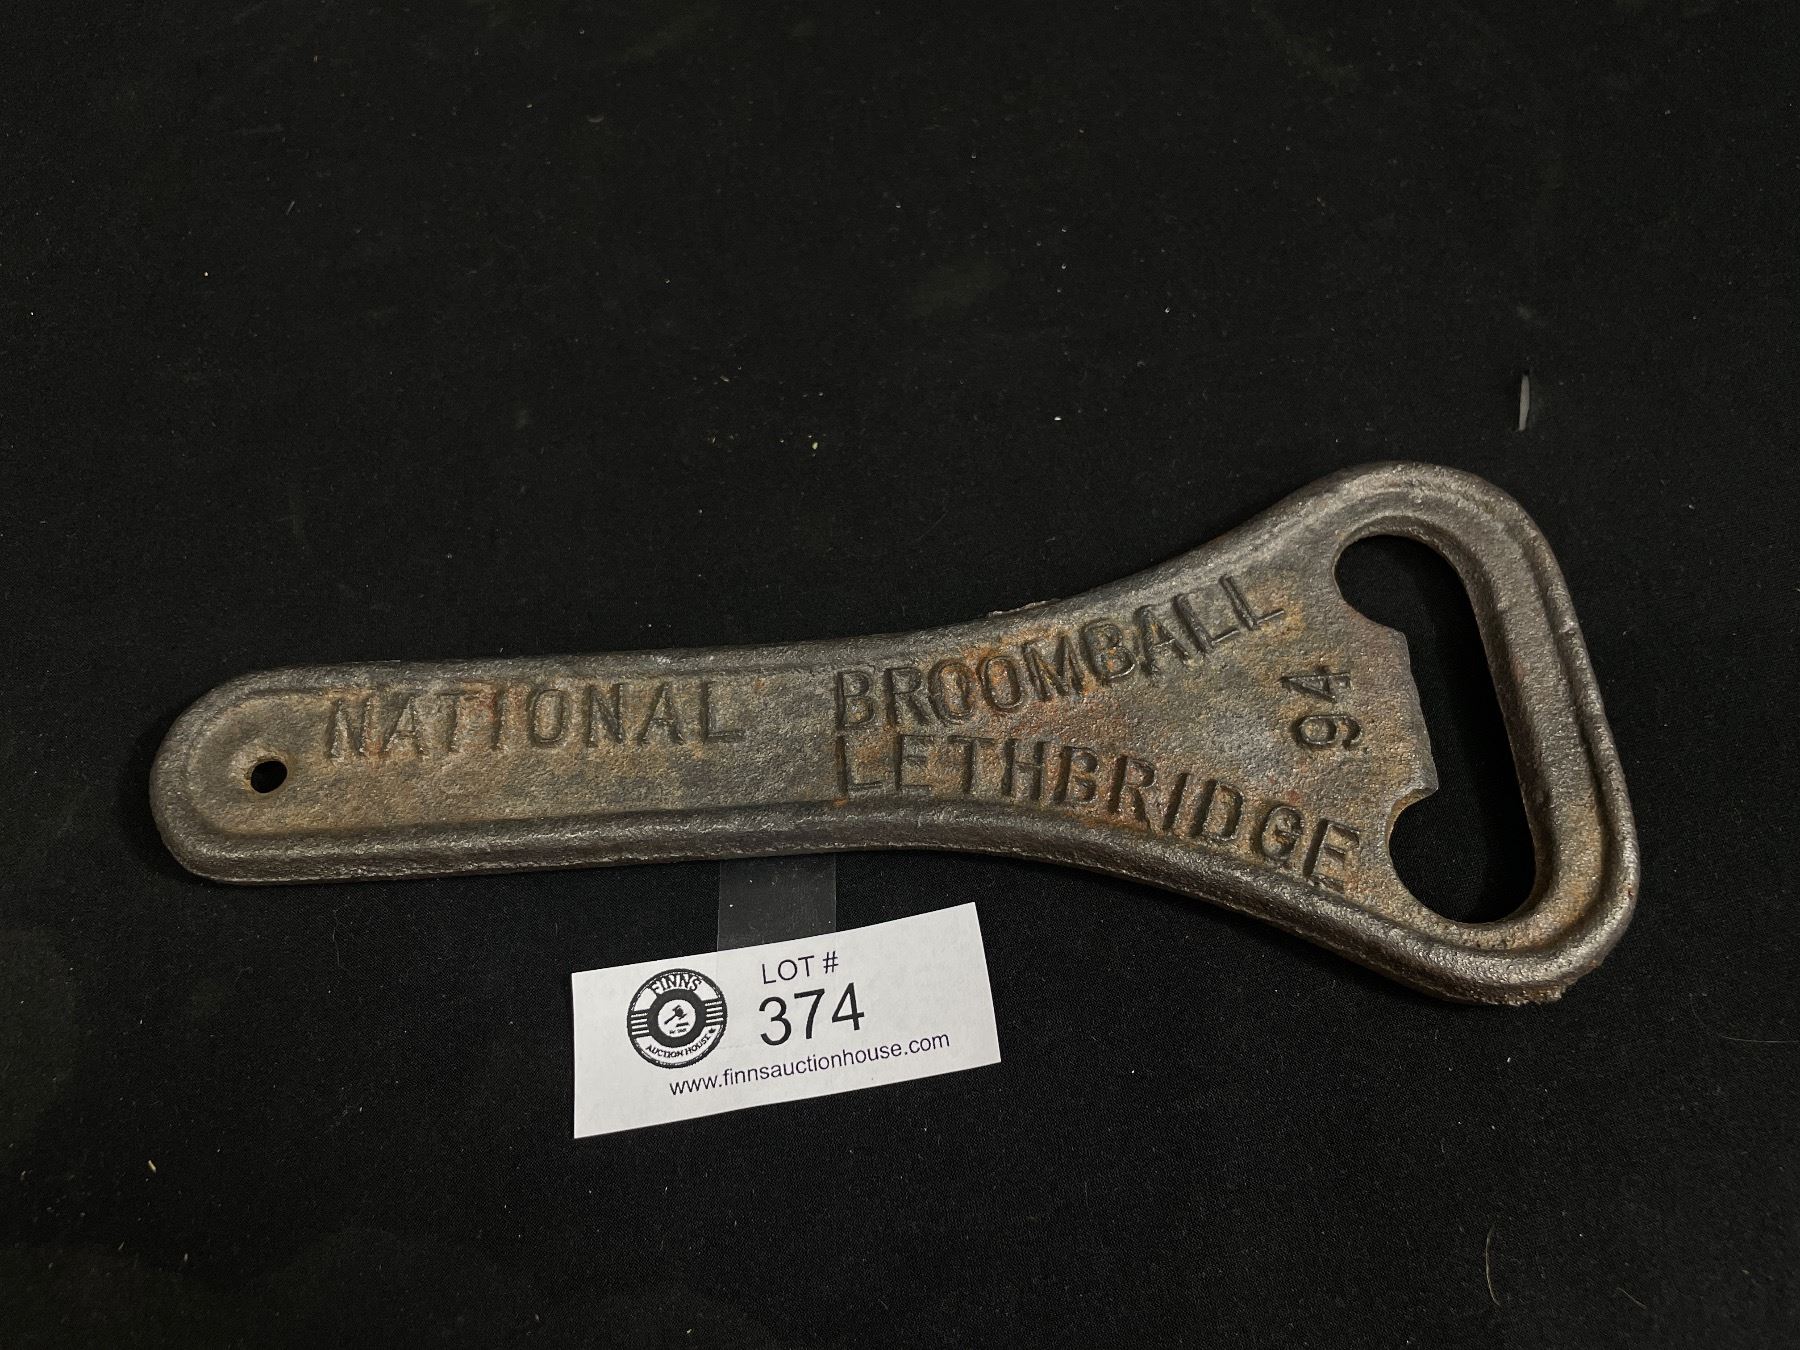 NATIONAL BROOMBALL
LETHBRIDGE
94
FINNS
AUCTION HOUSE
LOT #
374
www.finnsauctionhouse.com